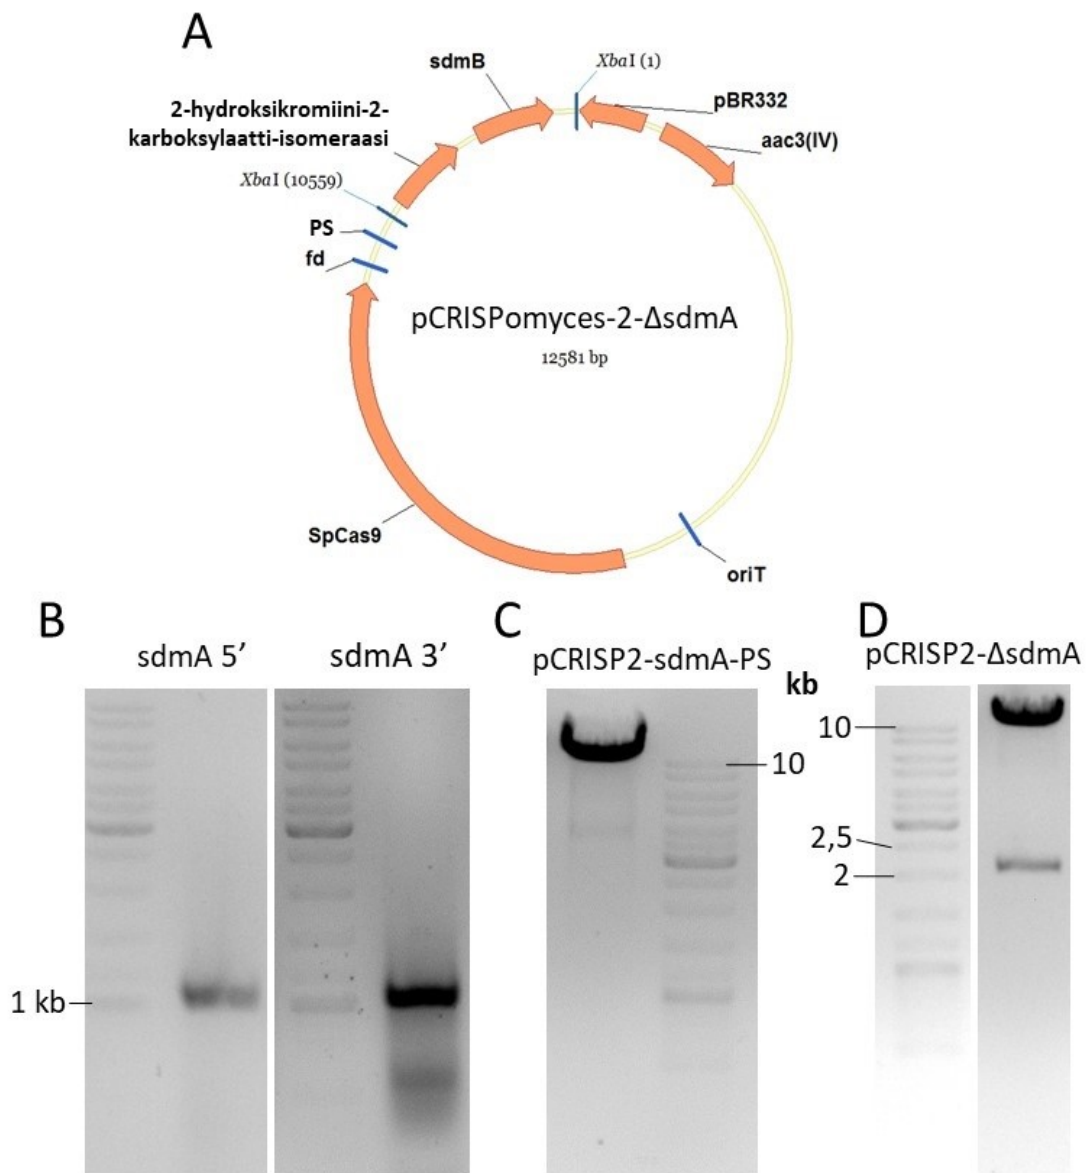 A
sdmB
XbaI (1)
pBR332
2-hydroksikromiini-2-
karboksylaatti-isomeraasi
aac3(IV)
XbaI (10559)
PS
fd
pCRISPomyces-2-ΔsdmA
12581 bp
SpCas9
oriT
B
sdmA 5’
sdmA 3’
1 kb
C
pCRISP2-sdmA-PS
kb
10
D
pCRISP2-ΔsdmA
10
2,5
2